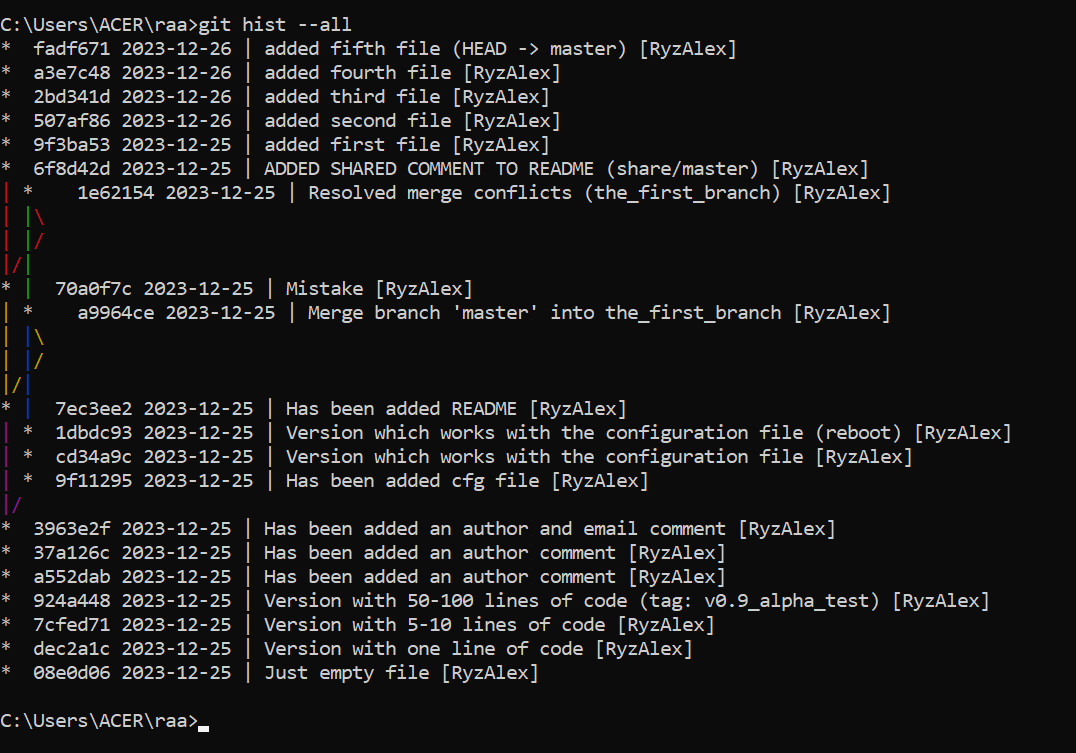 C:\Users\ACER\raa>git hist --all
*  fadf671 2023-12-26 | added fifth file (HEAD -> master) [RyzAlex]
*  a3e7c48 2023-12-26 | added fourth file [RyzAlex]
*  2bd341d 2023-12-26 | added third file [RyzAlex]
*  507af86 2023-12-26 | added second file [RyzAlex]
*  9f3ba53 2023-12-25 | added first file [RyzAlex]
*  6f8d42d 2023-12-25 | ADDED SHARED COMMENT TO README (share/master) [RyzAlex]
| *    1e62154 2023-12-25 | Resolved merge conflicts (the_first_branch) [RyzAlex]
| |\
| |/
|/|
* |  70a0f7c 2023-12-25 | Mistake [RyzAlex]
| *    a9964ce 2023-12-25 | Merge branch 'master' into the_first_branch [RyzAlex]
| |\
| |/
|/|
* |  7ec3ee2 2023-12-25 | Has been added README [RyzAlex]
| *  1dbdc93 2023-12-25 | Version which works with the configuration file (reboot) [RyzAlex]
| *  cd34a9c 2023-12-25 | Version which works with the configuration file [RyzAlex]
| *  9f11295 2023-12-25 | Has been added cfg file [RyzAlex]
|/
*  3963e2f 2023-12-25 | Has been added an author and email comment [RyzAlex]
*  37a126c 2023-12-25 | Has been added an author comment [RyzAlex]
*  a552dab 2023-12-25 | Has been added an author comment [RyzAlex]
*  924a448 2023-12-25 | Version with 50-100 lines of code (tag: v0.9_alpha_test) [RyzAlex]
*  7cfed71 2023-12-25 | Version with 5-10 lines of code [RyzAlex]
*  dec2a1c 2023-12-25 | Version with one line of code [RyzAlex]
*  08e0d06 2023-12-25 | Just empty file [RyzAlex]
C:\Users\ACER\raa>